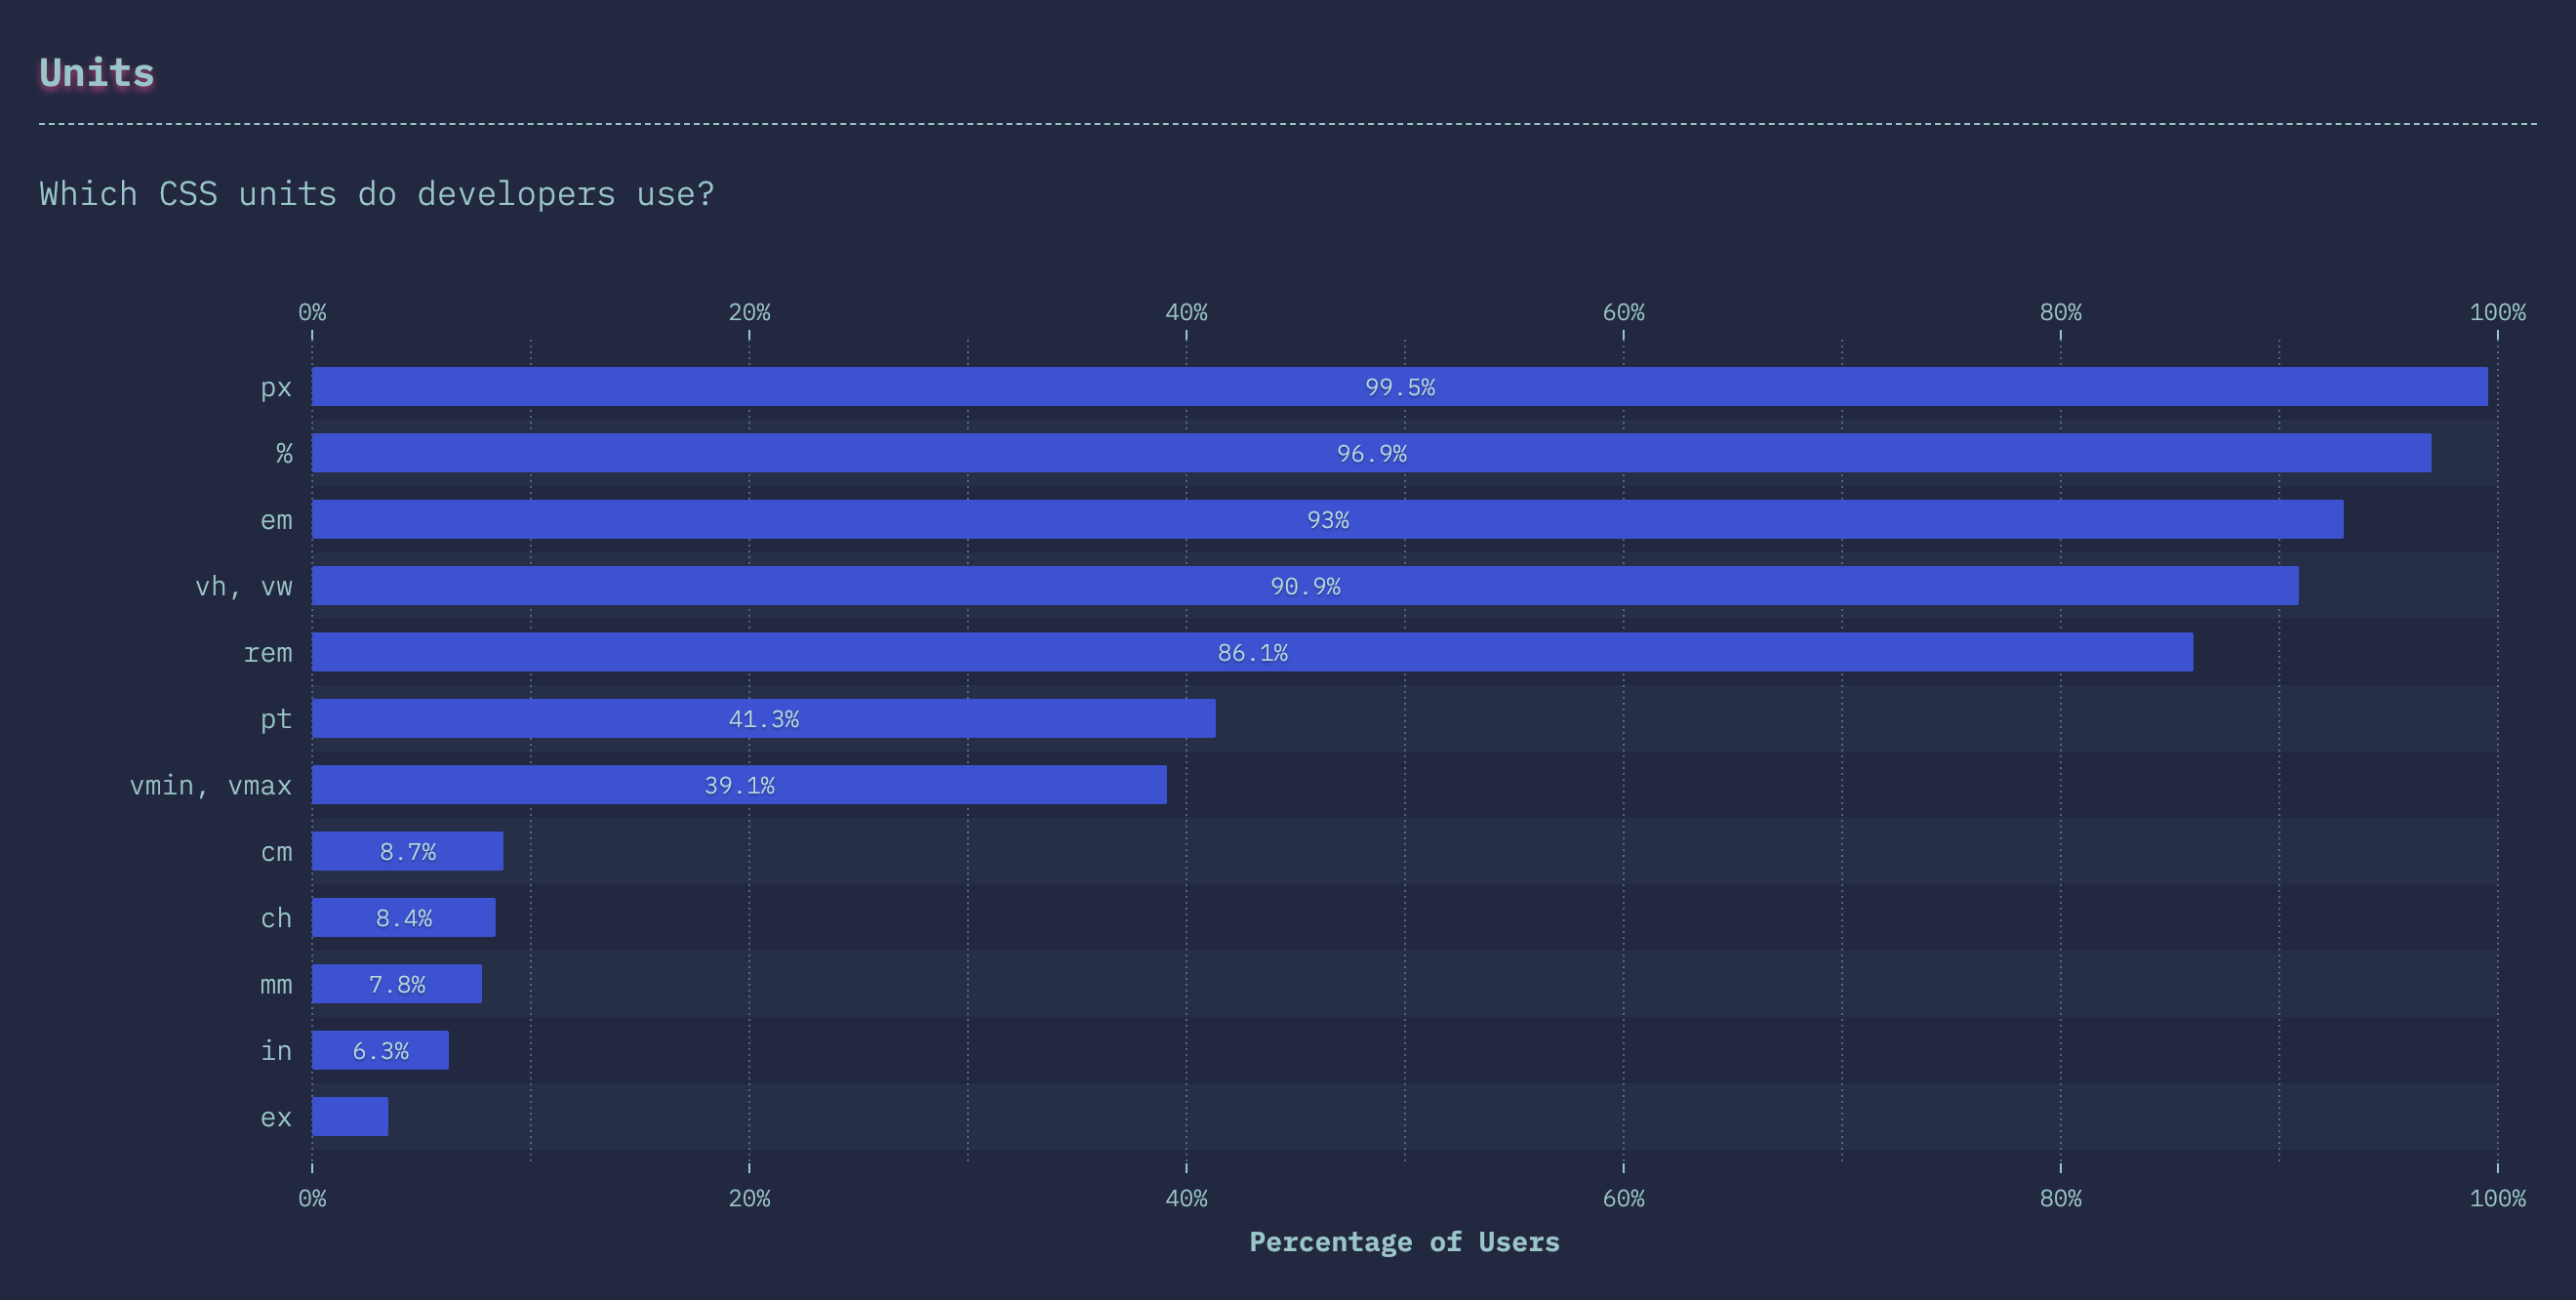 Units
Which CSS units do developers use?
0% 20% 40% 60% 80% 100%
px 99.5%
% 96.9%
em 93%
vh, vw 90.9%
rem 86.1%
pt 41.3%
vmin, vmax 39.1%
cm 8.7%
ch 8.4%
mm 7.8%
in 6.3%
ex
0% 20% 40% 60% 80% 100%
Percentage of Users